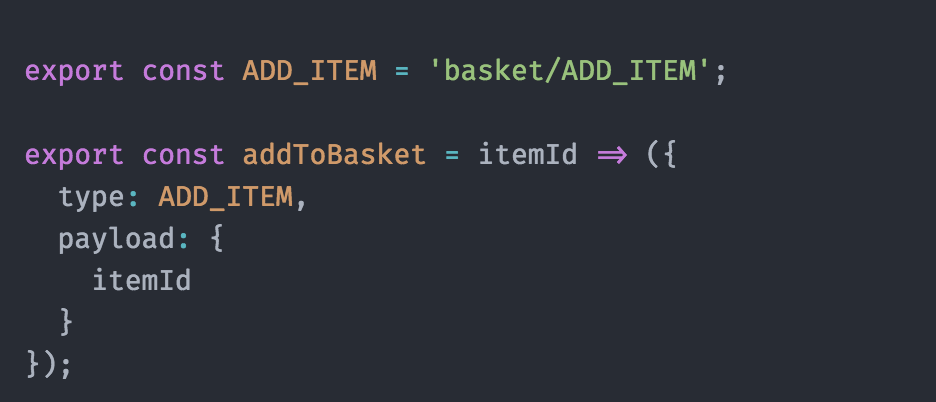 export const ADD_ITEM = 'basket/ADD_ITEM';
export const addToBasket = itemId => ({
type: ADD_ITEM,
payload: {
itemId
}
});